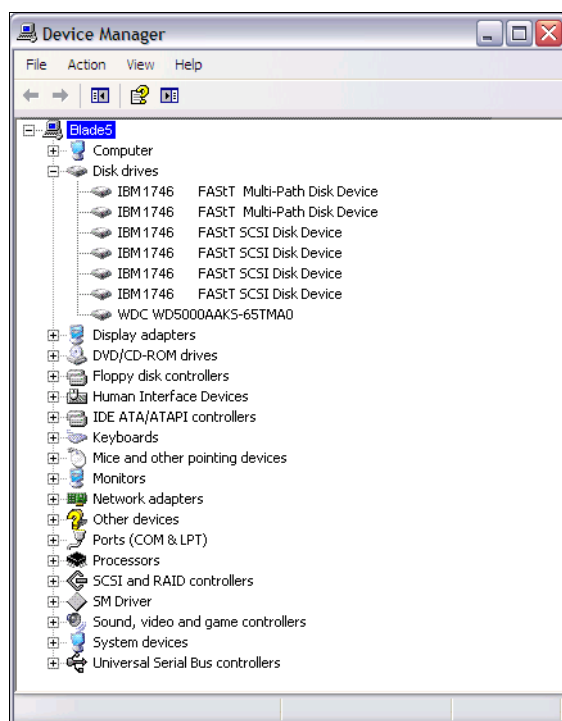 Device Manager
File Action View Help
Blade5
Computer
Disk drives
IBM 1746 FAStT Multi-Path Disk Device
IBM 1746 FAStT Multi-Path Disk Device
IBM 1746 FAStT SCSI Disk Device
IBM 1746 FAStT SCSI Disk Device
IBM 1746 FAStT SCSI Disk Device
IBM 1746 FAStT SCSI Disk Device
WDC WD5000AAKS-65TMA0
Display adapters
DVD/CD-ROM drives
Floppy disk controllers
Human Interface Devices
IDE ATA/ATAPI controllers
Keyboards
Mice and other pointing devices
Monitors
Network adapters
Other devices
Ports (COM & LPT)
Processors
SCSI and RAID controllers
SM Driver
Sound, video and game controllers
System devices
Universal Serial Bus controllers